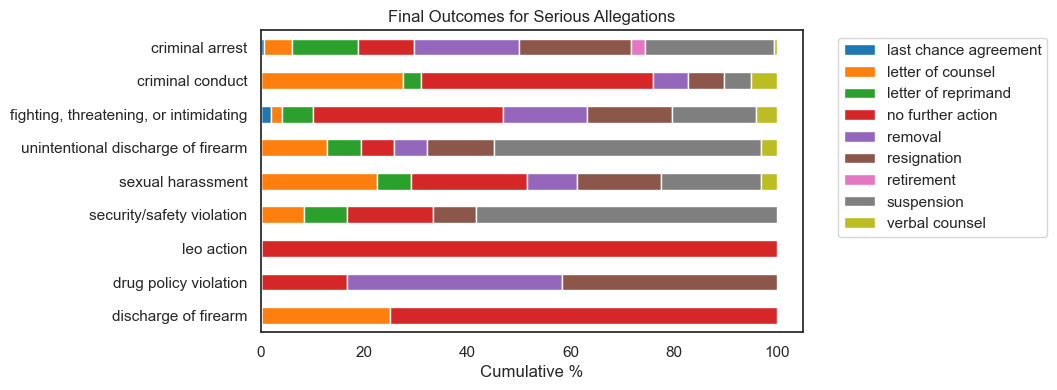 Final Outcomes for Serious Allegations
criminal arrest
criminal conduct
fighting, threatening, or intimidating
unintentional discharge of firearm
sexual harassment
security/safety violation
leo action
drug policy violation
discharge of firearm
0 20 40 60 80 100
Cumulative %
last chance agreement
letter of counsel
letter of reprimand
no further action
removal
resignation
retirement
suspension
verbal counsel